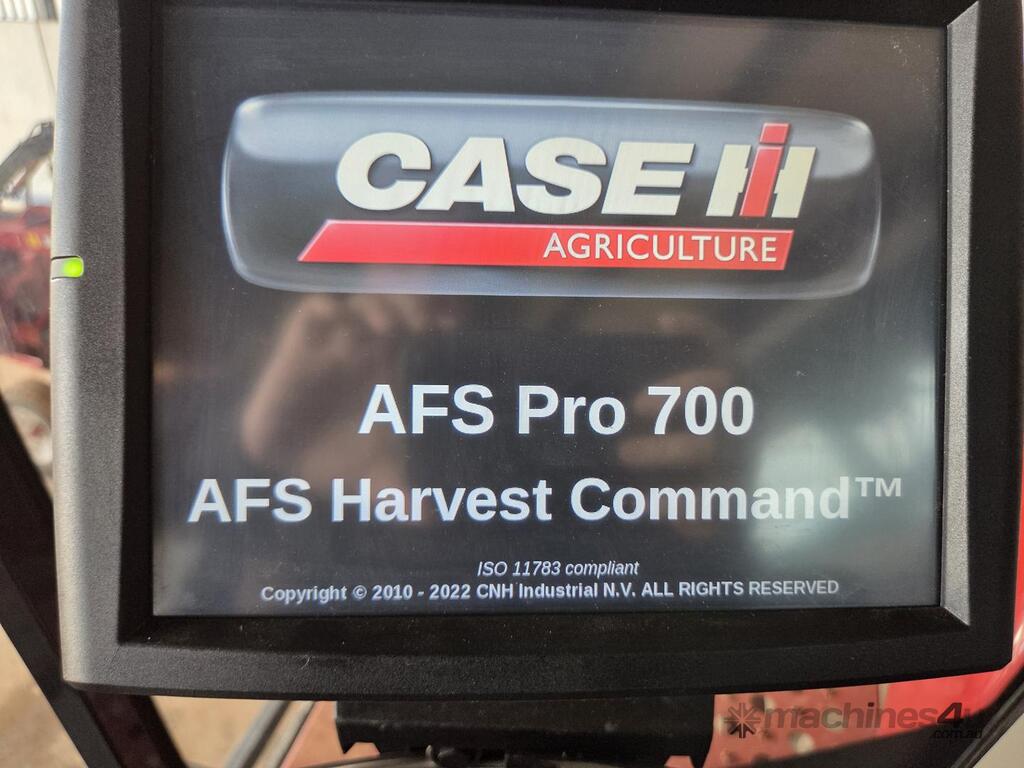 CASE IH
AGRICULTURE
AFS Pro 700
AFS Harvest Command™
ISO 11783 compliant
Copyright © 2010 - 2022 CNH Industrial N.V. ALL RIGHTS RESERVED
machines4u
.com.au